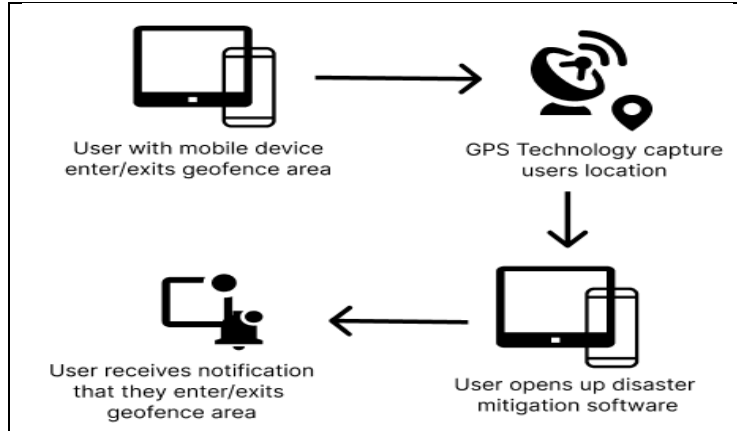 User with mobile device
enter/exits geofence area
GPS Technology capture
users location
User opens up disaster
mitigation software
User receives notification
that they enter/exits
geofence area